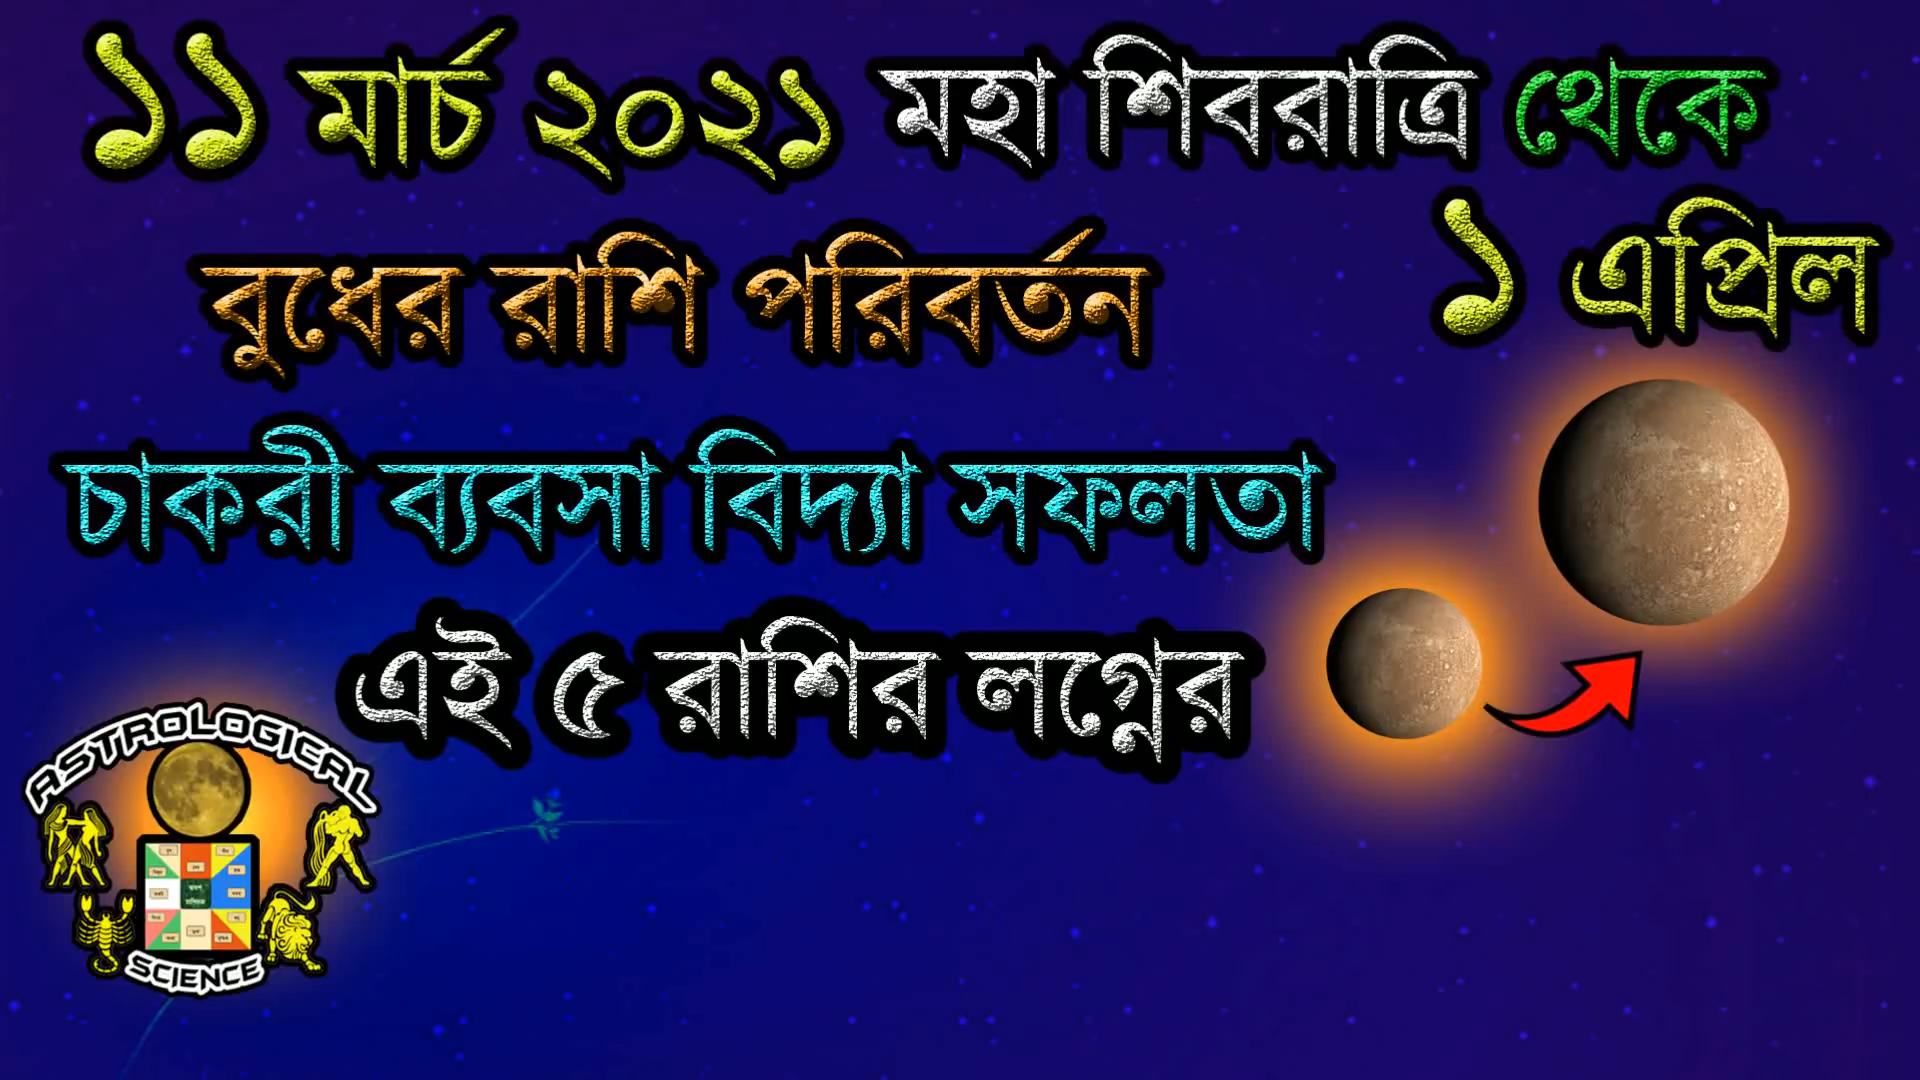 ১১ মার্চ ২০২১ মহা শিবরাত্রি থেকে
১ এপ্রিল
বুধের রাশি পরিবর্তন
চাকরী ব্যবসা বিদ্যা সফলতা
এই ৫ রাশির লগ্নের
ASTROLOGICAL
SCIENCE